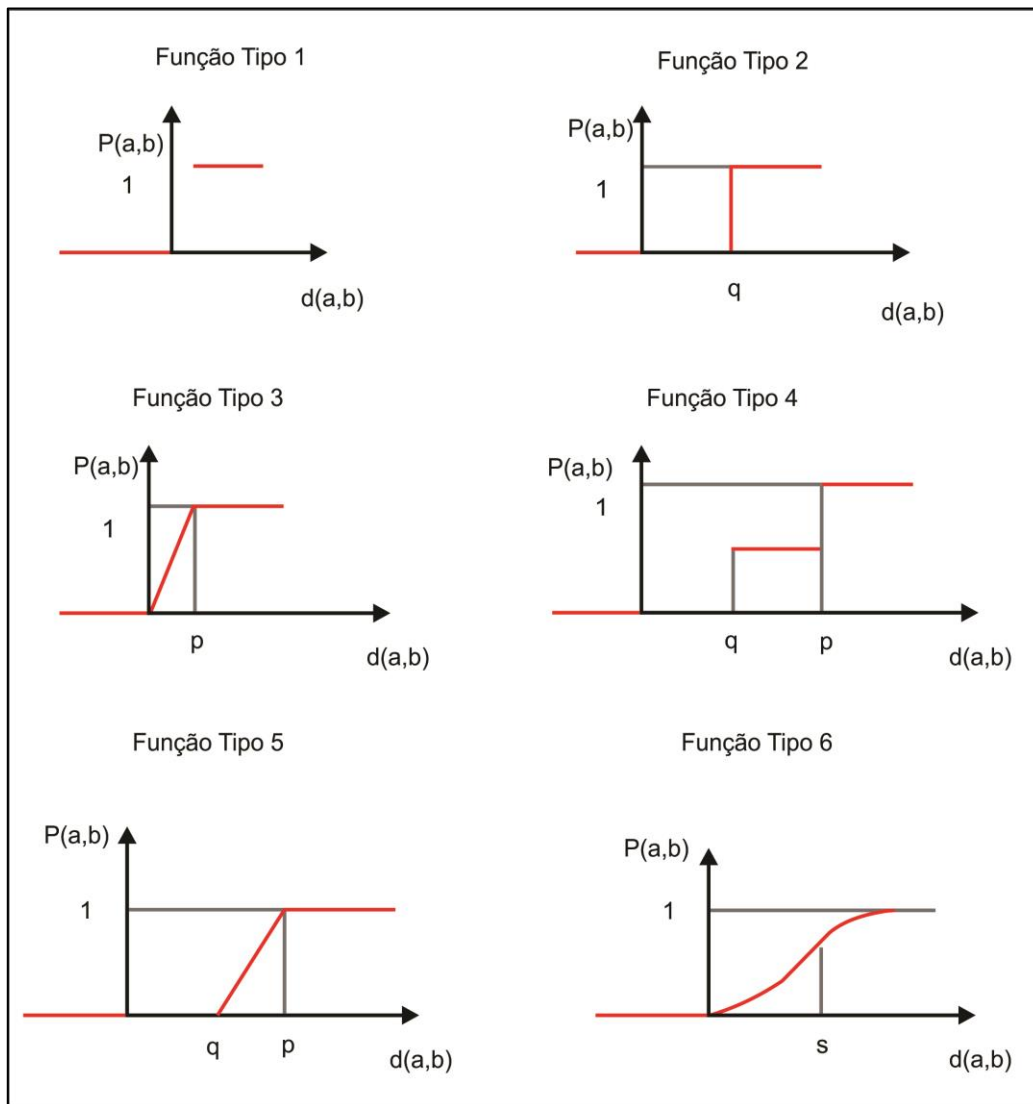 Função Tipo 1
P(a,b)
1
d(a,b)
Função Tipo 2
P(a,b)
1
q
d(a,b)
Função Tipo 3
P(a,b)
1
p
d(a,b)
Função Tipo 4
P(a,b)
1
q p
d(a,b)
Função Tipo 5
P(a,b)
1
q p
d(a,b)
Função Tipo 6
P(a,b)
1
s
d(a,b)